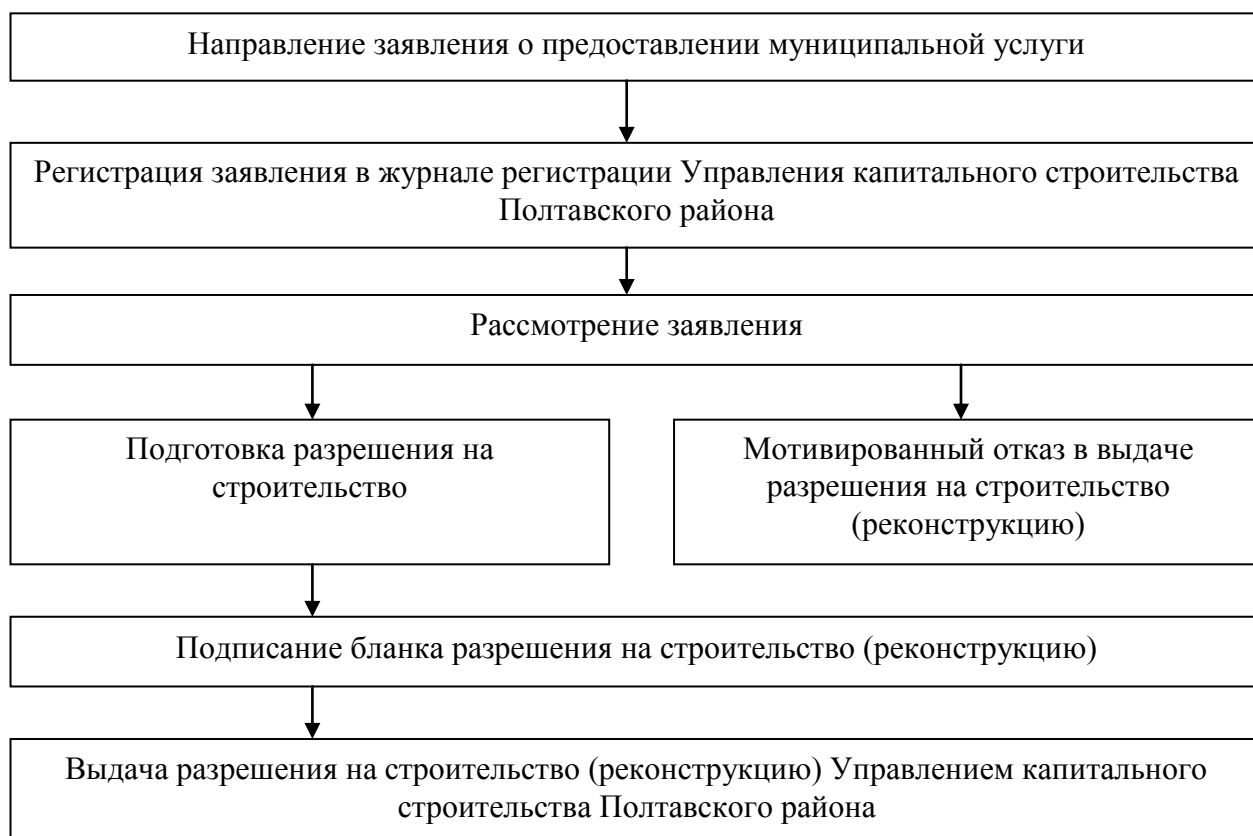 Направление заявления о предоставлении муниципальной услуги
Регистрация заявления в журнале регистрации Управления капитального строительства
Полтавского района
Рассмотрение заявления
Подготовка разрешения на
строительство
Мотивированный отказ в выдаче
разрешения на строительство
(реконструкцию)
Подписание бланка разрешения на строительство (реконструкцию)
Выдача разрешения на строительство (реконструкцию) Управлением капитального
строительства Полтавского района